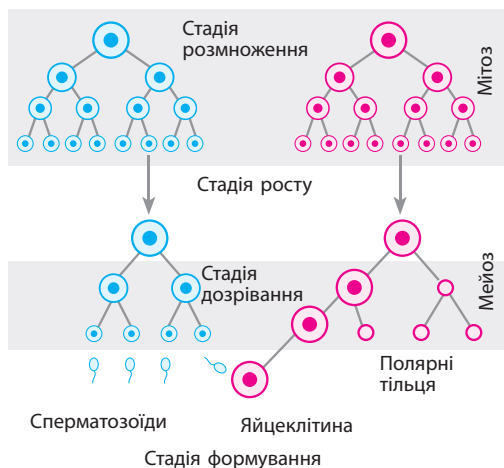 Стадія
розмноження
Мітоз
Стадія росту
Стадія
дозрівання
Мейоз
Полярні
тільця
Сперматозоїди
Яйцеклітина
Стадія формування